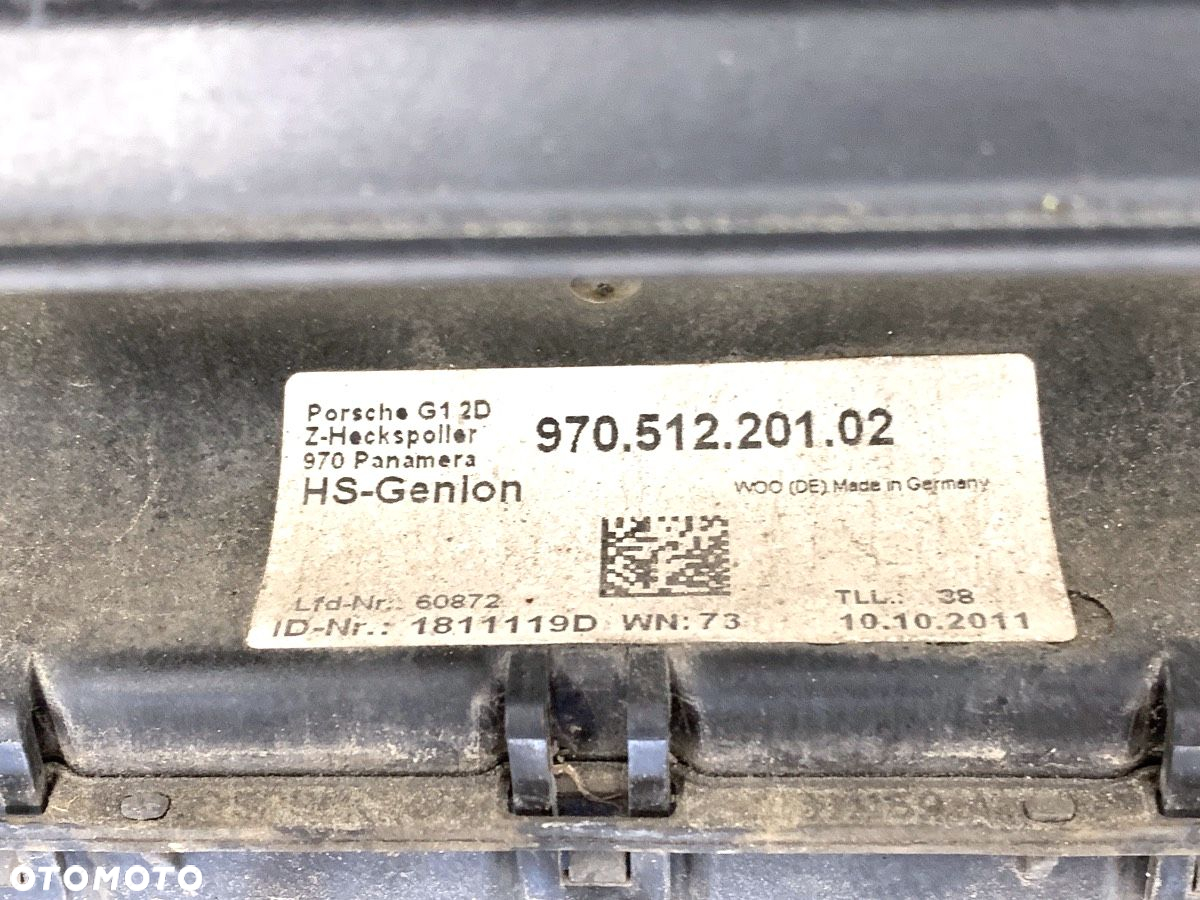 Porsche G1 2D
Z-Heckspoiler
970 Panamera
HS-Genion
970.512.201.02
WOO (DE) Made in Germany
Lfd-Nr.: 60872
ID-Nr.: 1811119D WN: 73
TLL.: 38
10.10.2011
OTOMOTO